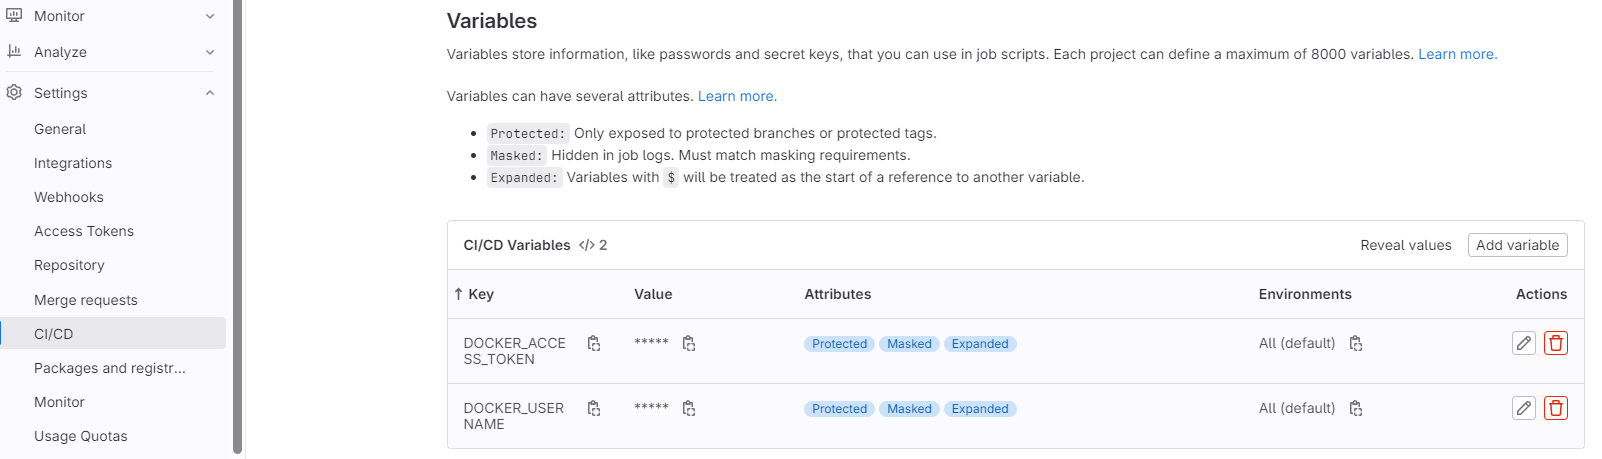 Monitor
Analyze
Settings
General
Integrations
Webhooks
Access Tokens
Repository
Merge requests
CI/CD
Packages and registr...
Monitor
Usage Quotas
Variables
Variables store information, like passwords and secret keys, that you can use in job scripts. Each project can define a maximum of 8000 variables. Learn more.
Variables can have several attributes. Learn more.
Protected: Only exposed to protected branches or protected tags.
Masked: Hidden in job logs. Must match masking requirements.
Expanded: Variables with $ will be treated as the start of a reference to another variable.
CI/CD Variables </> 2 Reveal values Add variable
↑ Key Value Attributes Environments Actions
DOCKER_ACCE ***** Protected Masked Expanded All (default)
SS_TOKEN
DOCKER_USER ***** Protected Masked Expanded All (default)
NAME